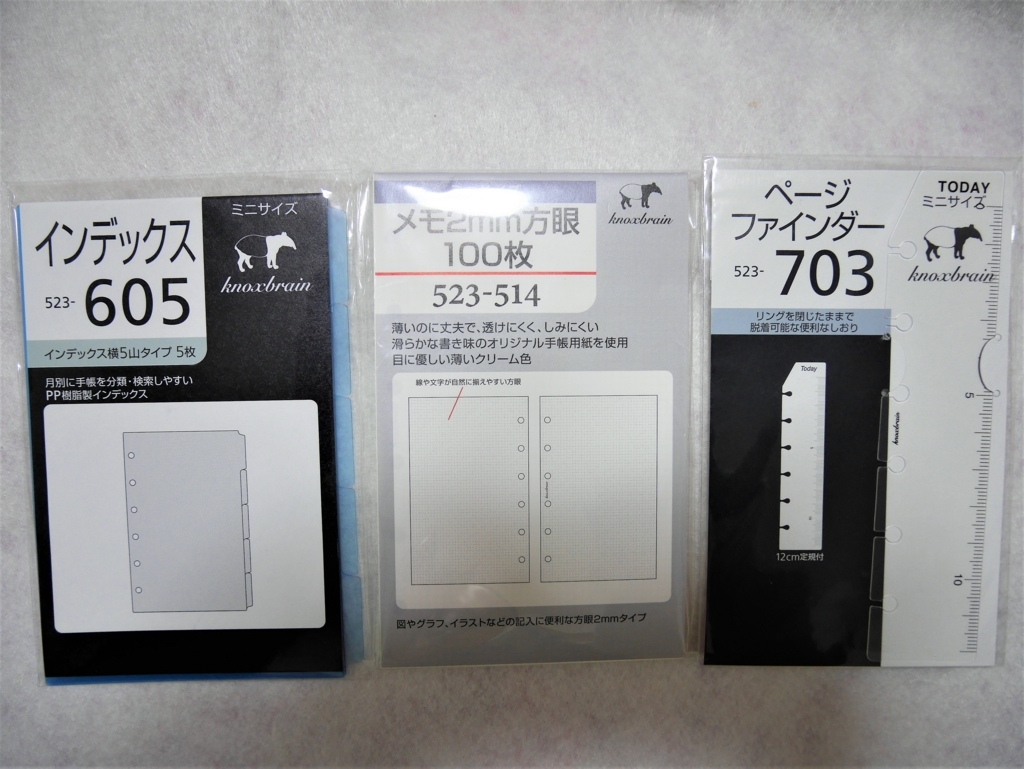 インデックス
ミニサイズ
knoxbrain
523-605
インデックス横5山タイプ 5枚
月別に手帳を分類・検索しやすい
PP樹脂製インデックス
メモ2mm方眼
100枚
523-514
knoxbrain
薄いのに丈夫で、透けにくく、しみにくい
滑らかな書き味のオリジナル手帳用紙を使用
目に優しい薄いクリーム色
線や文字が自然に揃えやすい方眼
図やグラフ、イラストなどの記入に便利な方眼2mmタイプ
ページ
ファインダー
523-703
TODAY
ミニサイズ
knoxbrain
リングを閉じたままで
脱着可能な便利なしおり
Today
12cm定規付
knoxbrain
5
10